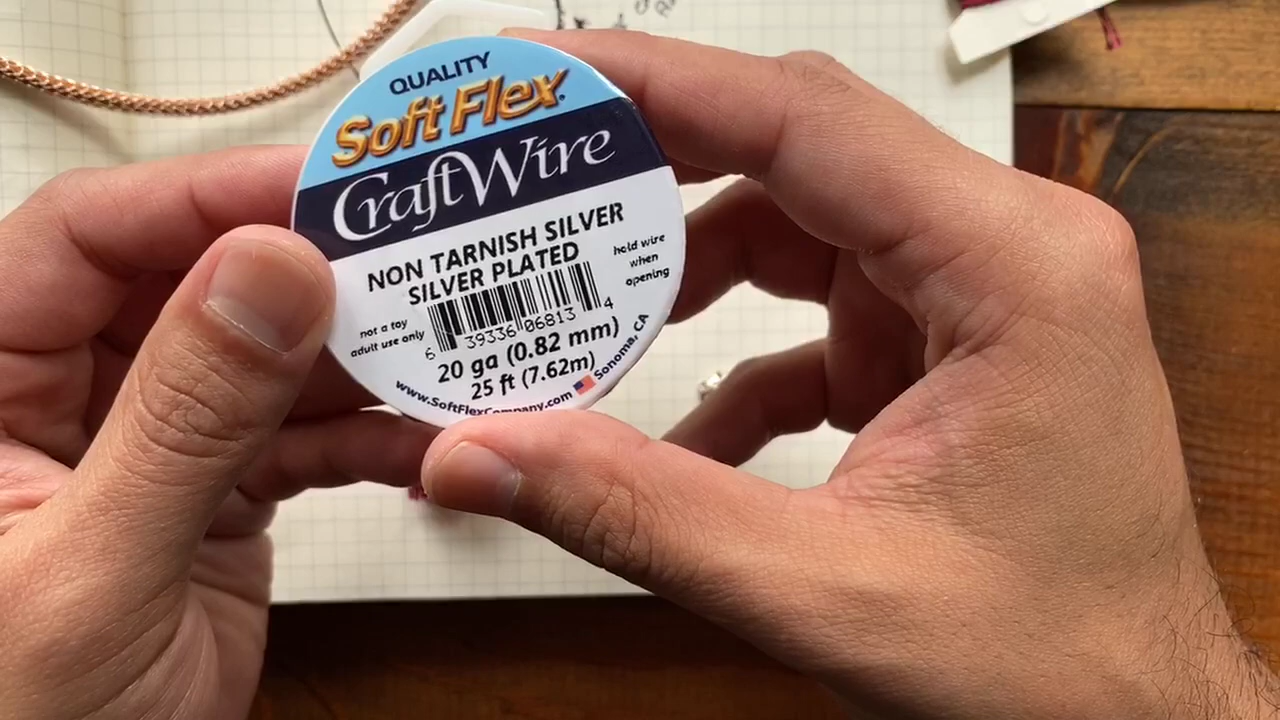 QUALITY
Soft Flex
CraftWire
NON TARNISH SILVER
SILVER PLATED
hold wire
when
opening
not a toy
adult use only
6 39336 06813 4
20 ga (0.82 mm)
25 ft (7.62m)
www.SoftFlexCompany.com Sonoma, CA